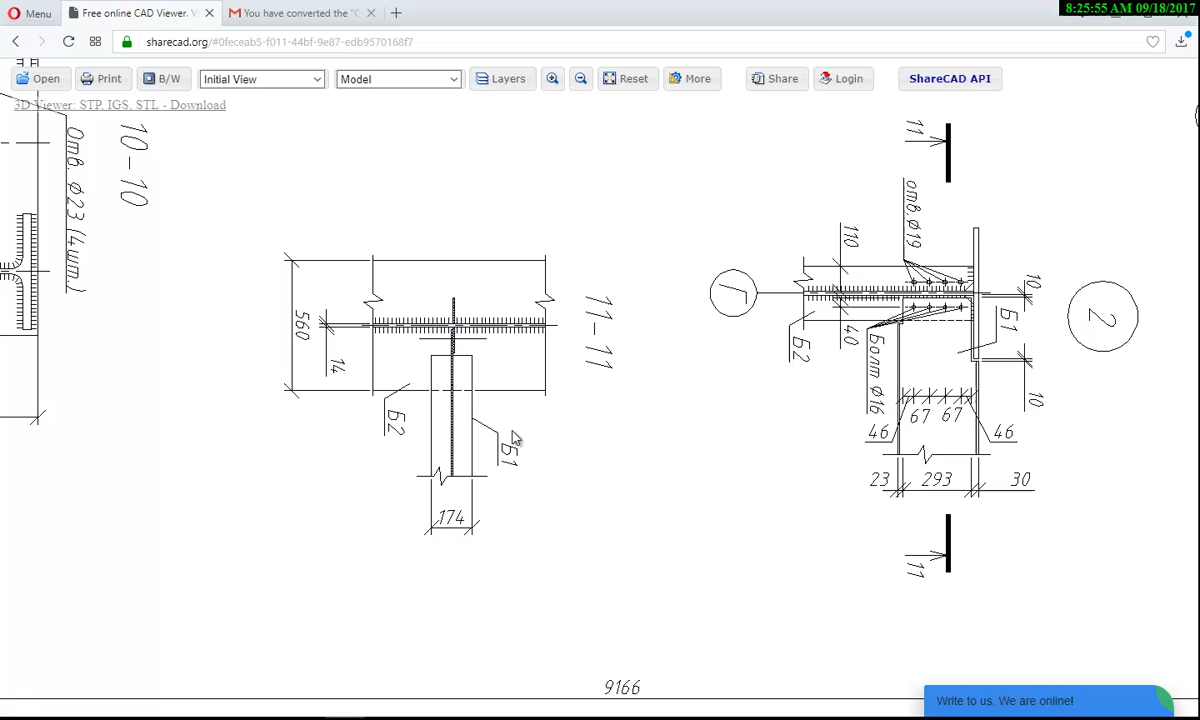 8:25:55 AM 09/18/2017
Menu
Free online CAD Viewer. V
You have converted the "C
sharecad.org/#0feceab5-f011-44bf-9e87-edb9570168f7
Open
Print
B/W
Initial View
Model
Layers
Reset
More
Share
Login
ShareCAD API
3D Viewer: STP, IGS, STL - Download
10-10
Отв. Ø23 (4шт.)
560
14
Б2
Б1
174
11-11
11
отв. Ø19
110
Г
40
Б2
Болт Ø16
10
Б1
10
2
67
67
46
46
23
293
30
11
9166
Write to us. We are online!